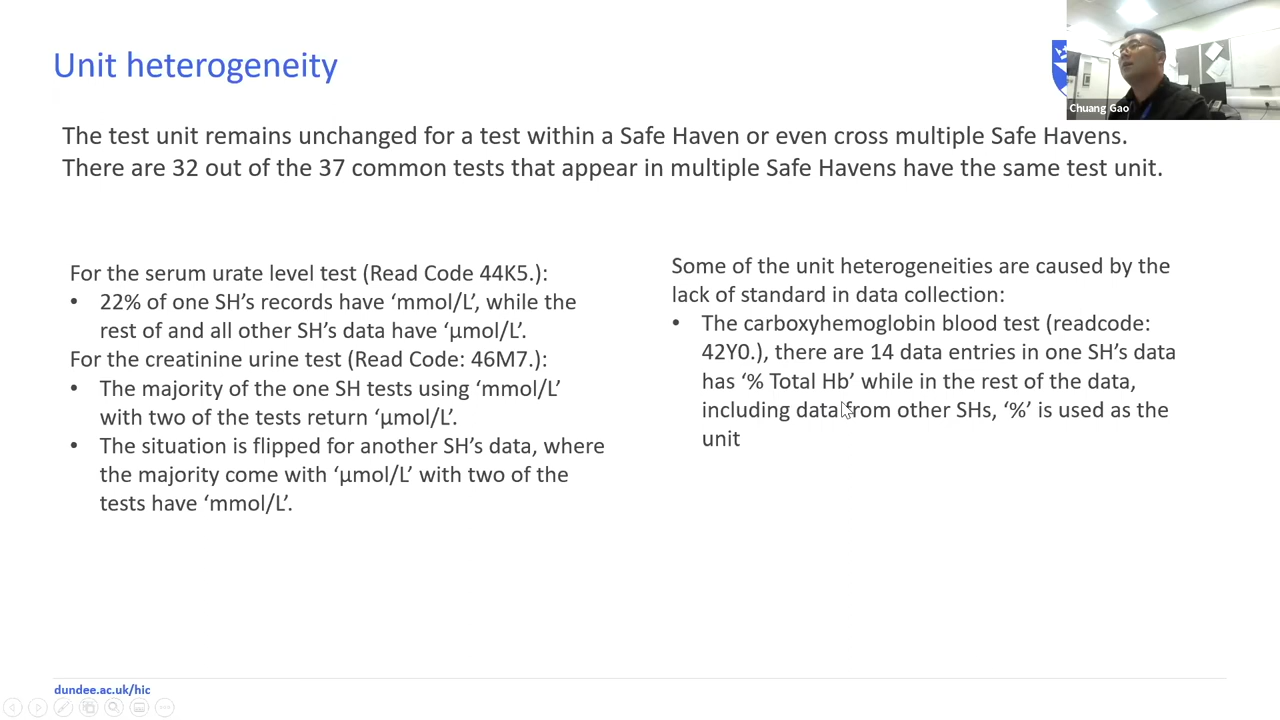 Unit heterogeneity
Chuang Gao
The test unit remains unchanged for a test within a Safe Haven or even cross multiple Safe Havens.
There are 32 out of the 37 common tests that appear in multiple Safe Havens have the same test unit.
For the serum urate level test (Read Code 44K5.):
• 22% of one SH’s records have ‘mmol/L’, while the
rest of and all other SH’s data have ‘μmol/L’.
For the creatinine urine test (Read Code: 46M7.):
• The majority of the one SH tests using ‘mmol/L’
with two of the tests return ‘μmol/L’.
• The situation is flipped for another SH’s data, where
the majority come with ‘μmol/L’ with two of the
tests have ‘mmol/L’.
Some of the unit heterogeneities are caused by the
lack of standard in data collection:
• The carboxyhemoglobin blood test (readcode:
42Y0.), there are 14 data entries in one SH’s data
has ‘% Total Hb’ while in the rest of the data,
including data from other SHs, ‘%’ is used as the
unit
dundee.ac.uk/hic